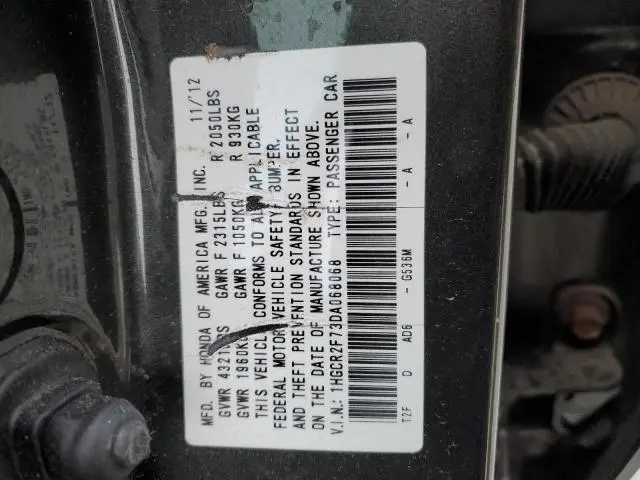 MFD. BY HONDA OF AMERICA MFG. INC. 11/12
GVWR 4321LBS GAWR F 2315LBS R 2050LBS
GVWR 1960KG GAWR F 1050KG R 930KG
THIS VEHICLE CONFORMS TO ALL APPLICABLE
FEDERAL MOTOR VEHICLE SAFETY, BUMPER,
AND THEFT PREVENTION STANDARDS IN EFFECT
ON THE DATE OF MANUFACTURE SHOWN ABOVE.
V.I.N.: 1HGCR2F73DA068068 TYPE: PASSENGER CAR
T2F D AD6 - G536M - A - A